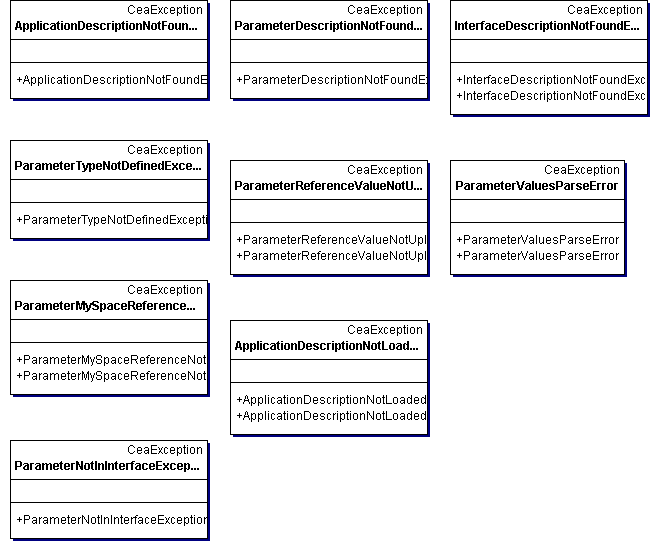 CeaException
ApplicationDescriptionNotFoun...
+ApplicationDescriptionNotFoundE
CeaException
ParameterDescriptionNotFound...
+ParameterDescriptionNotFoundEx
CeaException
InterfaceDescriptionNotFoundE...
+InterfaceDescriptionNotFoundExc
+InterfaceDescriptionNotFoundExc
CeaException
ParameterTypeNotDefinedExce...
+ParameterTypeNotDefinedExcepti
CeaException
ParameterReferenceValueNotU...
+ParameterReferenceValueNotUpl
+ParameterReferenceValueNotUpl
CeaException
ParameterValuesParseError
+ParameterValuesParseError
+ParameterValuesParseError
CeaException
ParameterMySpaceReference...
+ParameterMySpaceReferenceNot
+ParameterMySpaceReferenceNot
CeaException
ApplicationDescriptionNotLoad...
+ApplicationDescriptionNotLoaded
+ApplicationDescriptionNotLoaded
CeaException
ParameterNotInInterfaceExcep...
+ParameterNotInInterfaceException